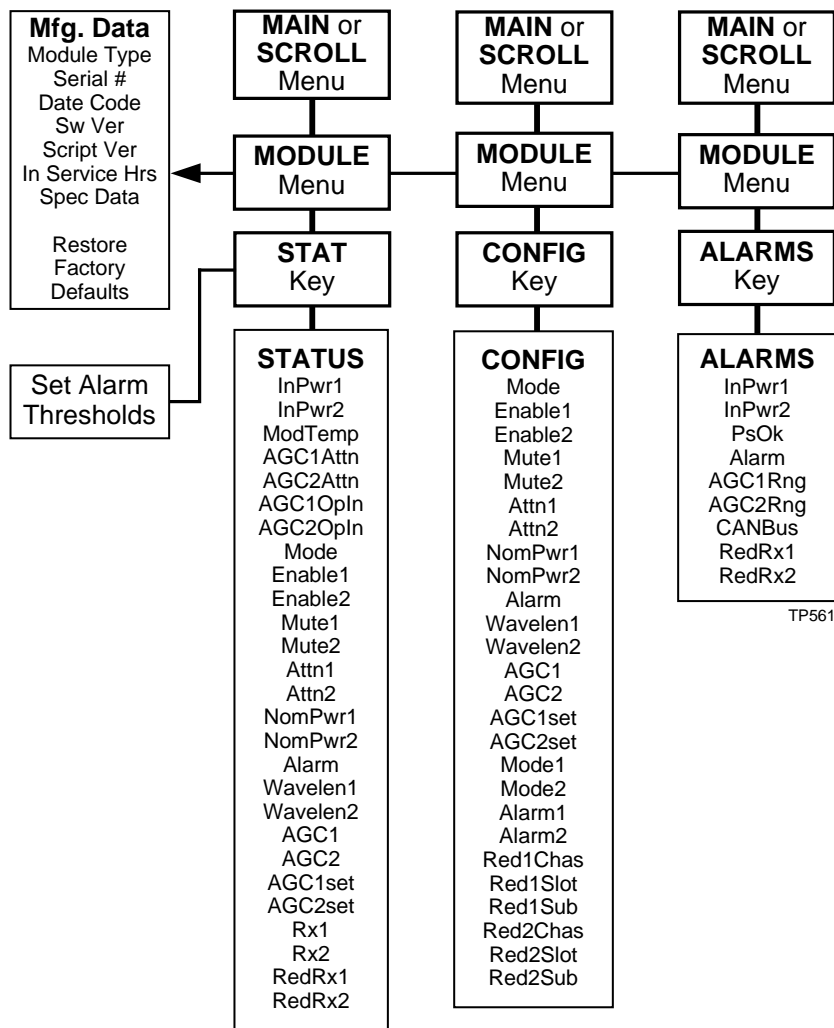 Mfg. Data
Module Type
Serial #
Date Code
Sw Ver
Script Ver
In Service Hrs
Spec Data
Restore
Factory
Defaults
Set Alarm
Thresholds
MAIN or
SCROLL
Menu
MODULE
Menu
STAT
Key
STATUS
InPwr1
InPwr2
ModTemp
AGC1Attn
AGC2Attn
AGC1OpIn
AGC2OpIn
Mode
Enable1
Enable2
Mute1
Mute2
Attn1
Attn2
NomPwr1
NomPwr2
Alarm
Wavelen1
Wavelen2
AGC1
AGC2
AGC1set
AGC2set
Rx1
Rx2
RedRx1
RedRx2
MAIN or
SCROLL
Menu
MODULE
Menu
CONFIG
Key
CONFIG
Mode
Enable1
Enable2
Mute1
Mute2
Attn1
Attn2
NomPwr1
NomPwr2
Alarm
Wavelen1
Wavelen2
AGC1
AGC2
AGC1set
AGC2set
Mode1
Mode2
Alarm1
Alarm2
Red1Chas
Red1Slot
Red1Sub
Red2Chas
Red2Slot
Red2Sub
MAIN or
SCROLL
Menu
MODULE
Menu
ALARMS
Key
ALARMS
InPwr1
InPwr2
PsOk
Alarm
AGC1Rng
AGC2Rng
CANBus
RedRx1
RedRx2
TP561